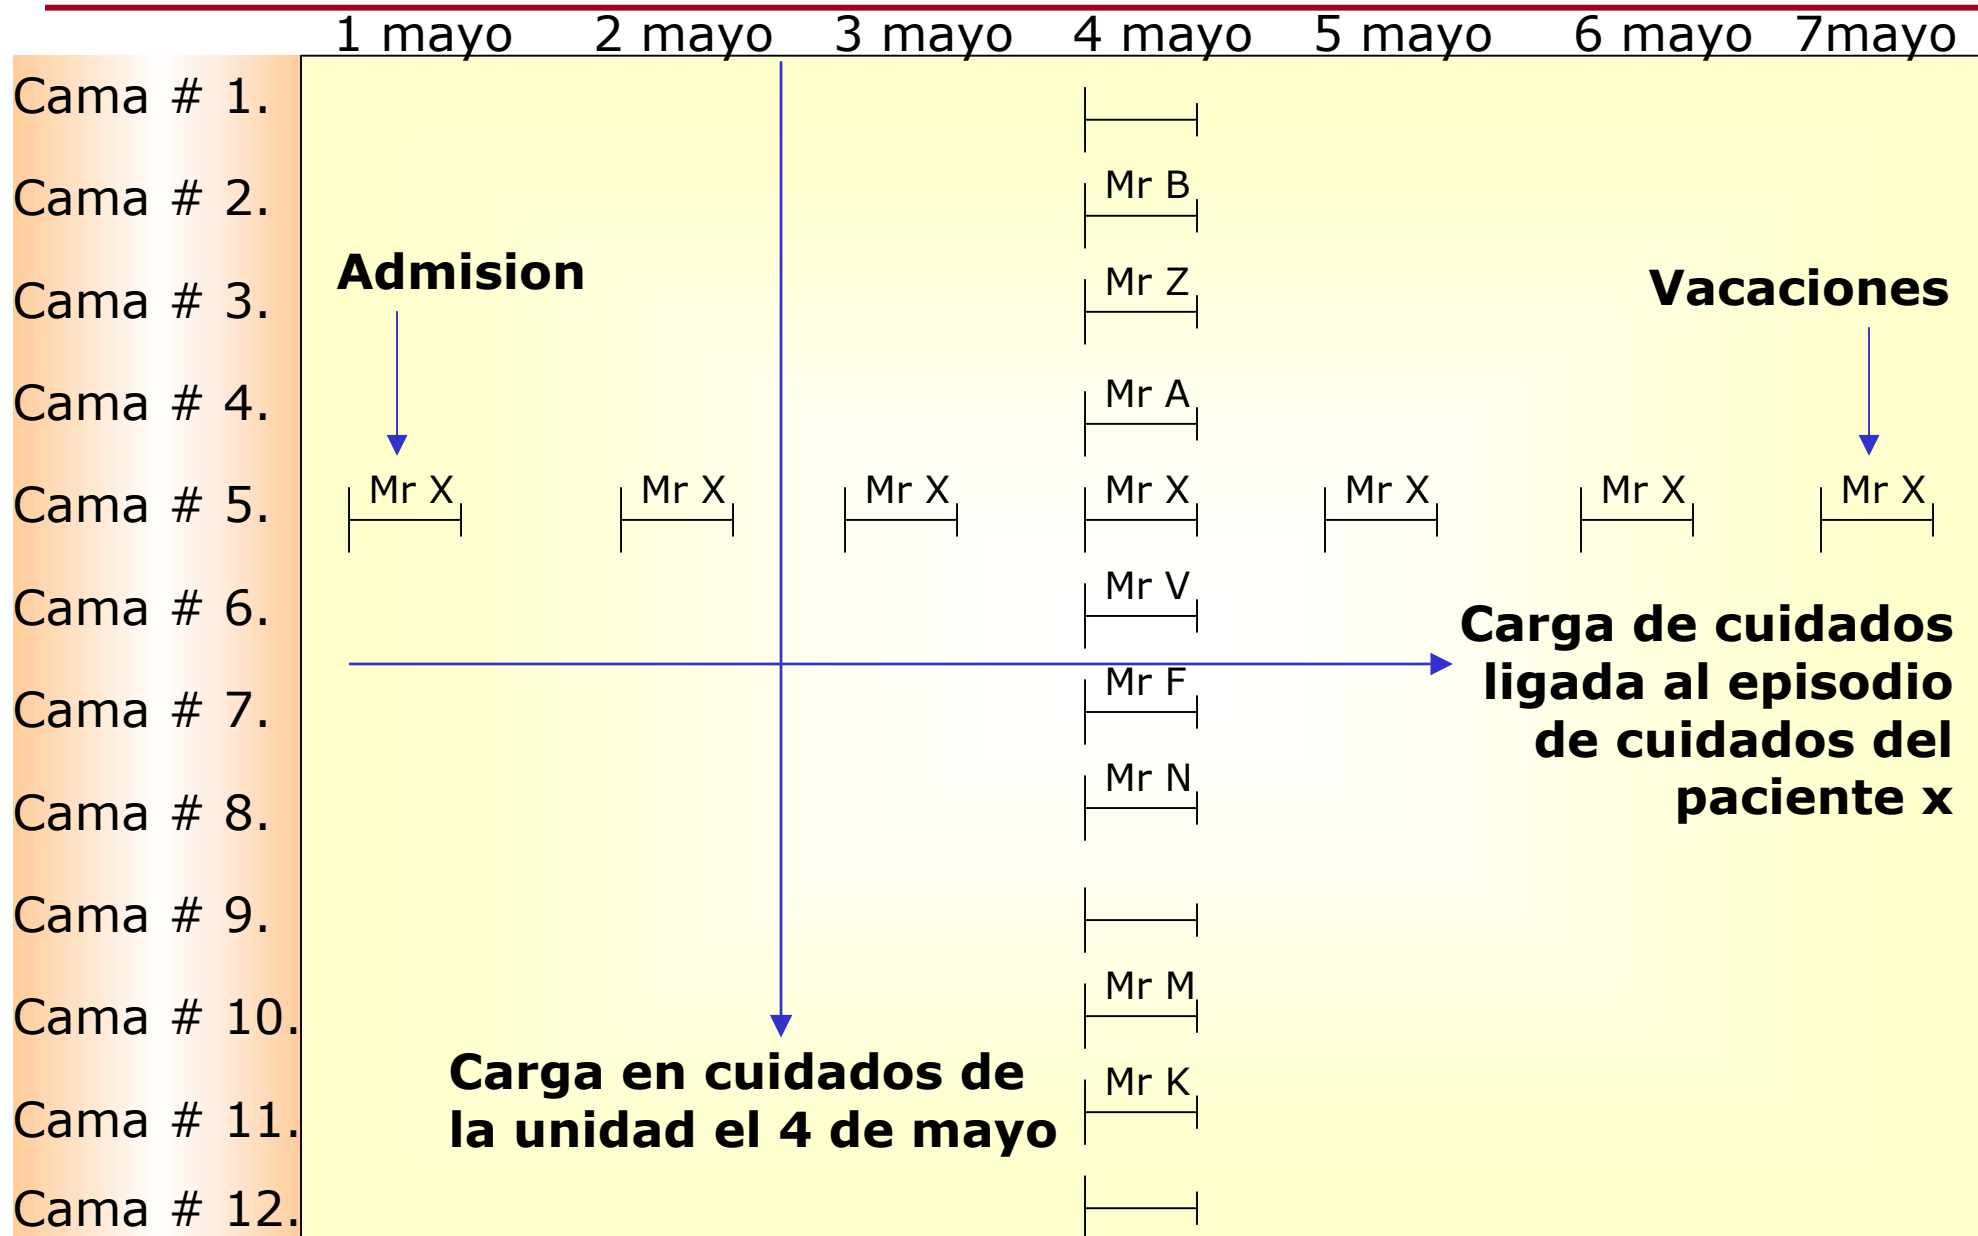 1 mayo 2 mayo 3 mayo 4 mayo 5 mayo 6 mayo 7mayo
Cama # 1.
Cama # 2. Mr B
Cama # 3. Admision Mr Z Vacaciones
Cama # 4. Mr A
Cama # 5. Mr X Mr X Mr X Mr X Mr X Mr X Mr X
Cama # 6. Mr V
Cama # 7. Mr F
Cama # 8. Mr N
Carga de cuidados
ligada al episodio
de cuidados del
paciente x
Cama # 9.
Cama # 10. Mr M
Cama # 11. Mr K
Carga en cuidados de
la unidad el 4 de mayo
Cama # 12.